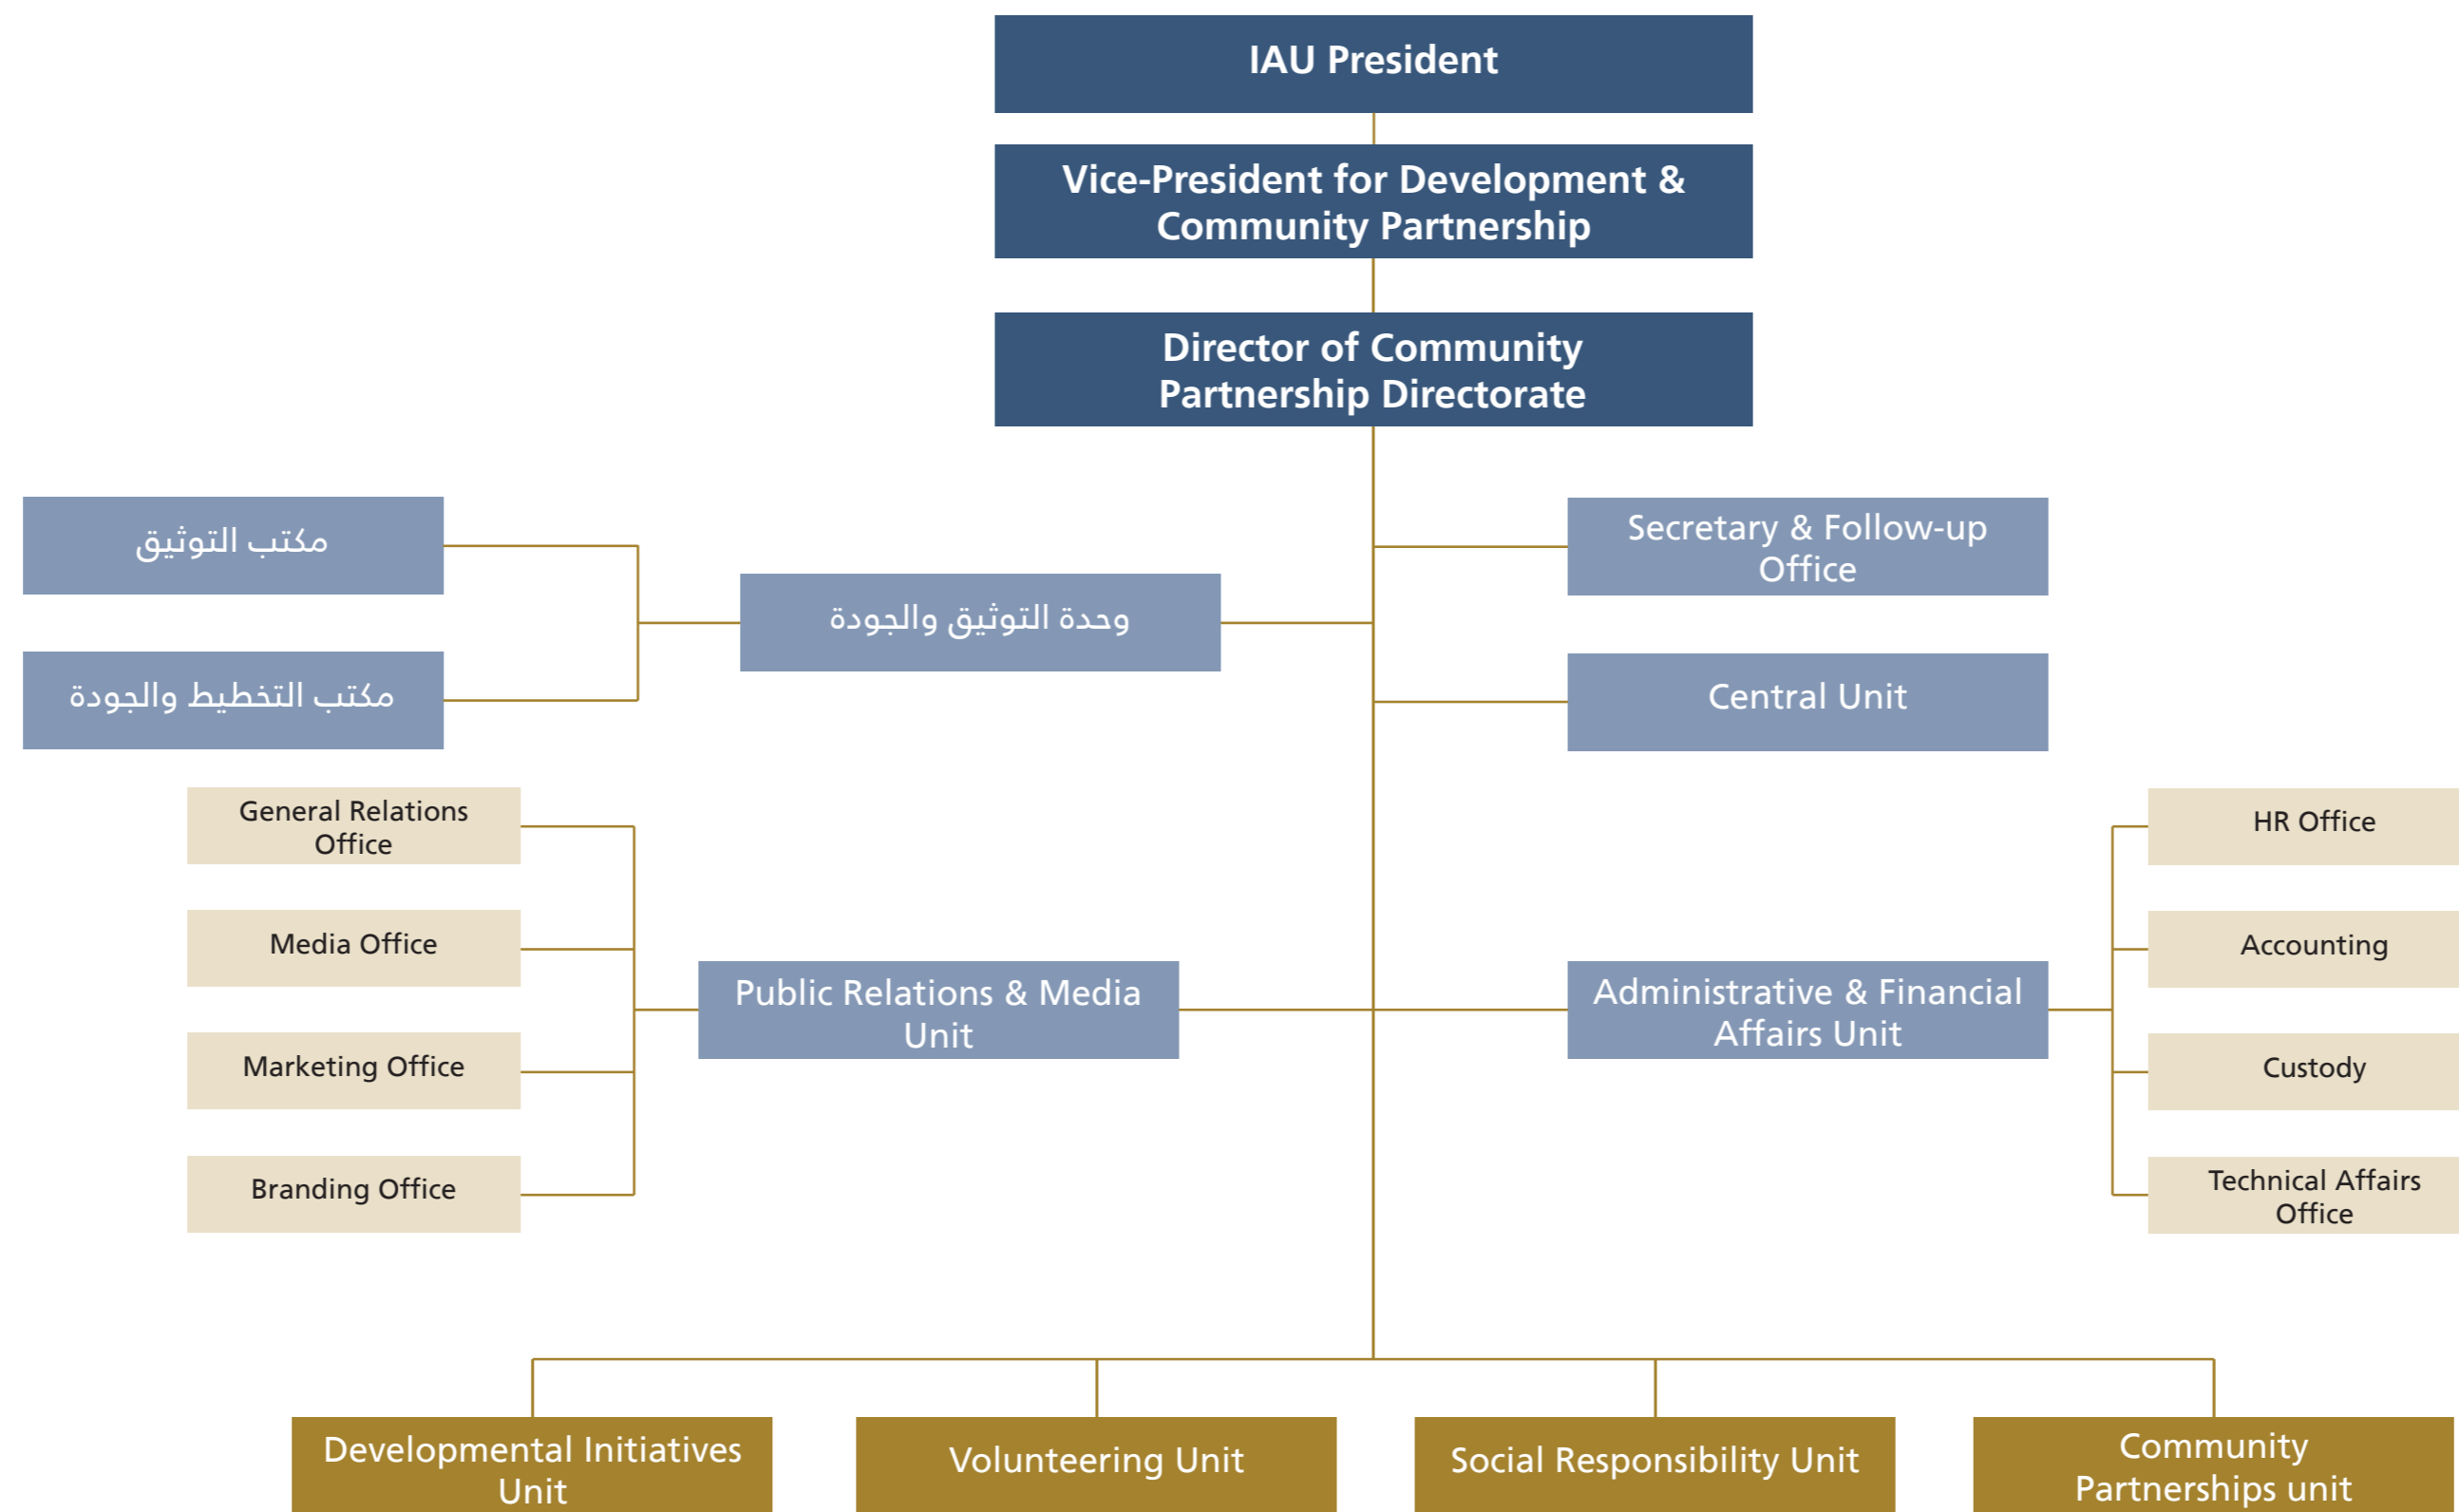 IAU President
Vice-President for Development &
Community Partnership
Director of Community
Partnership Directorate
مكتب التوثيق
Secretary & Follow-up
Office
وحدة التوثيق والجودة
مكتب التخطيط والجودة
Central Unit
General Relations
Office
HR Office
Media Office
Accounting
Public Relations & Media
Unit
Administrative & Financial
Affairs Unit
Marketing Office
Custody
Branding Office
Technical Affairs
Office
Developmental Initiatives
Unit
Volunteering Unit
Social Responsibility Unit
Community
Partnerships unit